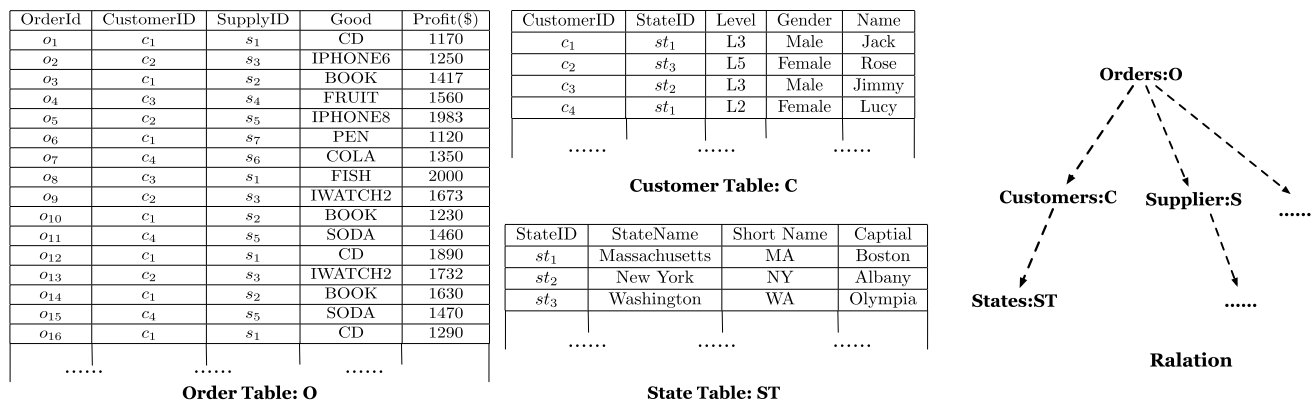 OrderId CustomerID SupplyID Good Profit($)
o1 c1 s1 CD 1170
o2 c2 s3 IPHONE6 1250
o3 c1 s2 BOOK 1417
o4 c3 s4 FRUIT 1560
o5 c2 s5 IPHONE8 1983
o6 c1 s7 PEN 1120
o7 c4 s6 COLA 1350
o8 c3 s1 FISH 2000
o9 c2 s3 IWATCH2 1673
o10 c1 s2 BOOK 1230
o11 c4 s5 SODA 1460
o12 c1 s1 CD 1890
o13 c2 s3 IWATCH2 1732
o14 c1 s2 BOOK 1630
o15 c4 s5 SODA 1470
o16 c1 s1 CD 1290
...... ...... ......
Order Table: O
CustomerID StateID Level Gender Name
c1 st1 L3 Male Jack
c2 st3 L5 Female Rose
c3 st2 L3 Male Jimmy
c4 st1 L2 Female Lucy
...... ...... ......
Customer Table: C
StateID StateName Short Name Captial
st1 Massachusetts MA Boston
st2 New York NY Albany
st3 Washington WA Olympia
...... ...... ......
State Table: ST
Orders:O
Customers:C Supplier:S ......
States:ST ......
Ralation